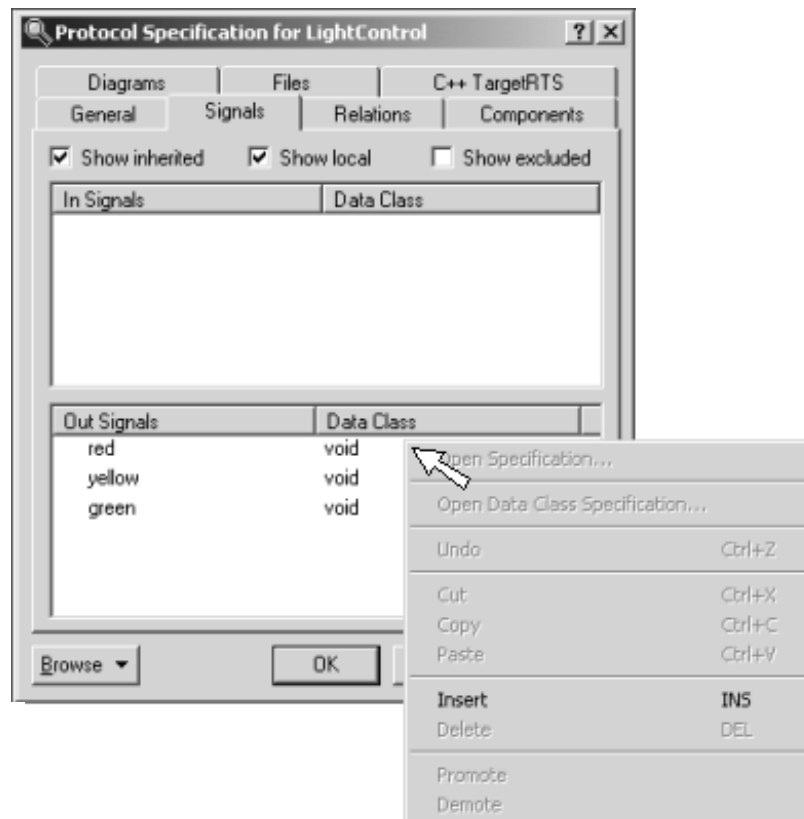 Protocol Specification for LightControl ? ×
Diagrams Files C++ TargetRTS
General Signals Relations Components
Show inherited Show local Show excluded
In Signals Data Class
Out Signals Data Class
red void
yellow void
green void
Open Specification...
Open Data Class Specification...
Undo Ctrl+Z
Cut Ctrl+X
Copy Ctrl+C
Paste Ctrl+V
Browse OK
Insert INS
Delete DEL
Promote
Demote